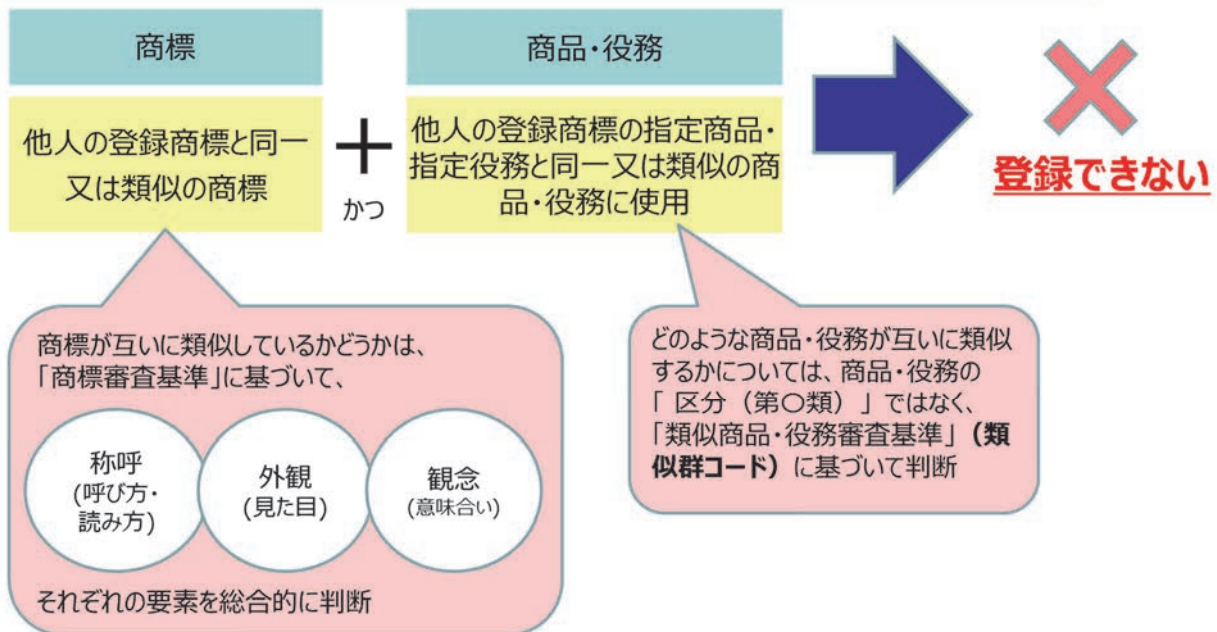 商標
他人の登録商標と同一
又は類似の商標
＋
かつ
商品・役務
他人の登録商標の指定商品・
指定役務と同一又は類似の商
品・役務に使用
登録できない
商標が互いに類似しているかどうかは、
「商標審査基準」に基づいて、
称呼
(呼び方・
読み方)
外観
(見た目)
観念
(意味合い)
それぞれの要素を総合的に判断
どのような商品・役務が互いに類似
するかについては、商品・役務の
「 区分（第〇類）」ではなく、
「類似商品・役務審査基準」（類
似群コード）に基づいて判断